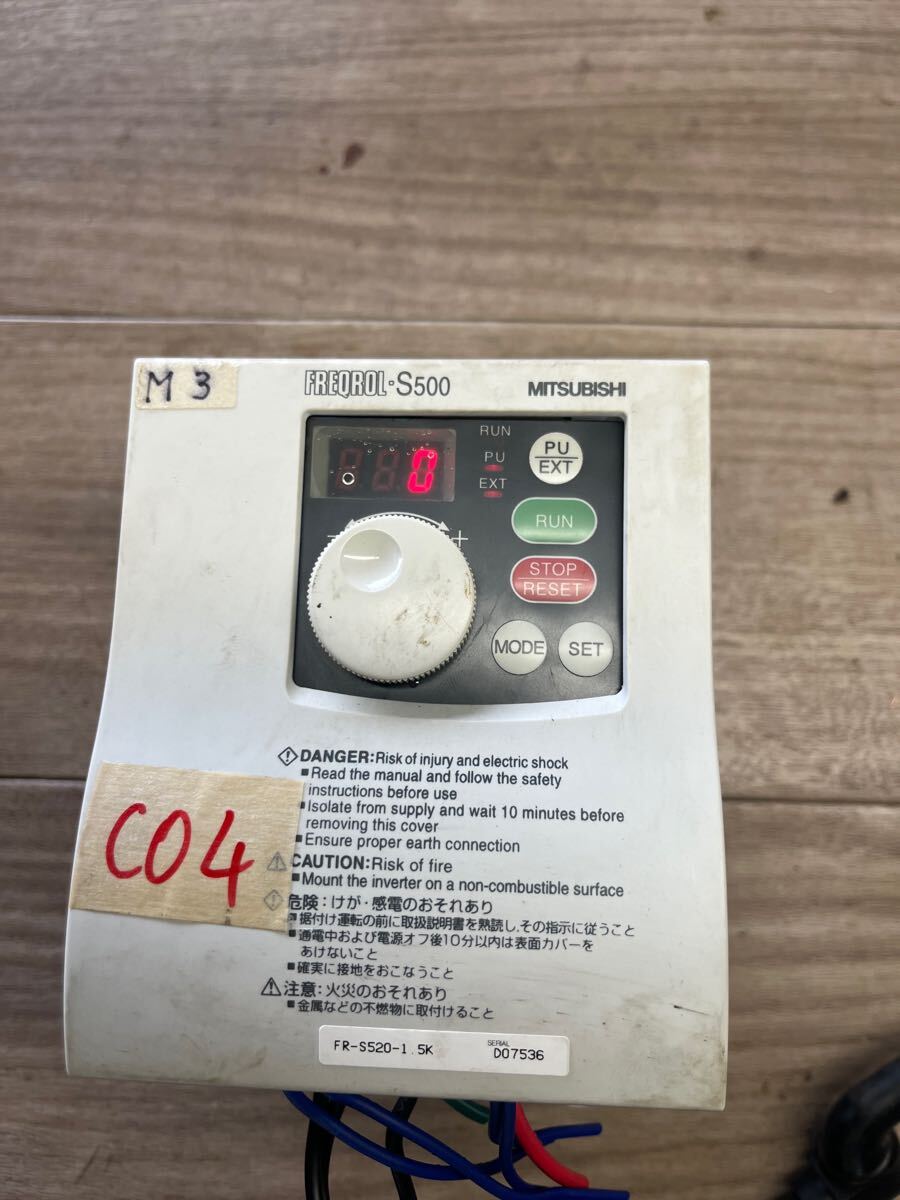 M3
FREQROL-S500
MITSUBISHI
0
RUN
PU
EXT
PU
EXT
RUN
STOP
RESET
- +
MODE
SET
DANGER:Risk of injury and electric shock
■Read the manual and follow the safety
instructions before use
■Isolate from supply and wait 10 minutes before
removing this cover
■Ensure proper earth connection
CAUTION:Risk of fire
■Mount the inverter on a non-combustible surface
C04
危険：けが・感電のおそれあり
■据付け運転の前に取扱説明書を熟読し、その指示に従うこと
■通電中および電源オフ後10分以内は表面カバーを
あけないこと
■確実に接地をおこなうこと
注意：火災のおそれあり
■金属などの不燃物に取付けること
FR-S520-1.5K
SERIAL
D07536